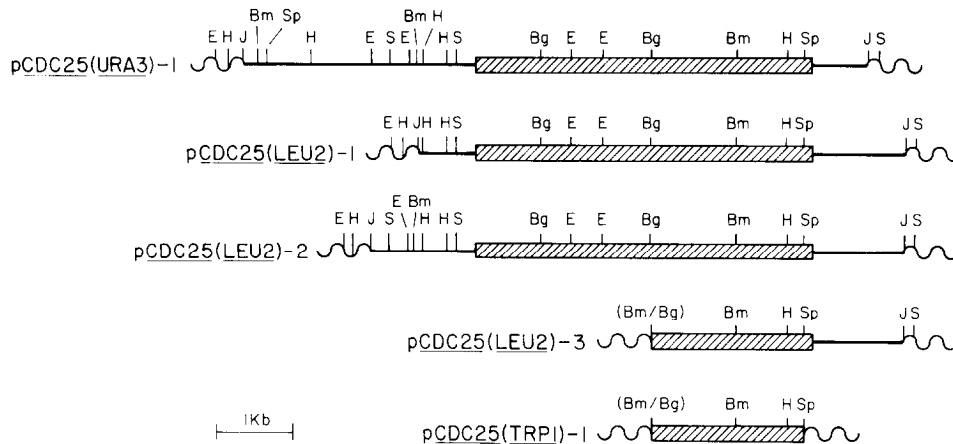 Bm Sp Bm H
E H J H E S E H S Bg E E Bg Bm H Sp J S
pCDC25(URA3)-1
E H J H H S Bg E E Bg Bm H Sp J S
pCDC25(LEU2)-1
E Bm
E H J S H H S Bg E E Bg Bm H Sp J S
pCDC25(LEU2)-2
(Bm/Bg) Bm H Sp J S
pCDC25(LEU2)-3
(Bm/Bg) Bm H Sp
1Kb
pCDC25(TRP1)-1